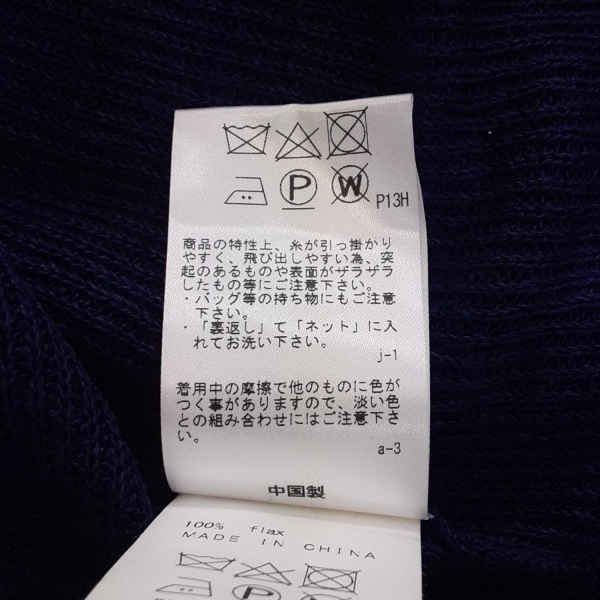 P W P13H
商品の特性上、糸が引っ掛かり
やすく、飛び出しやすい為、突
起のあるものや表面がザラザラ
したもの等にご注意下さい。
・バッグ等の持ち物にもご注意
下さい。
・「裏返し」て「ネット」に入
れてお洗い下さい。
j-1
着用中の摩擦で他のものに色が
つく事がありますので、淡い色
との組み合わせにはご注意下さ
い。
a-3
中国製
100% flax
MADE IN CHINA
P